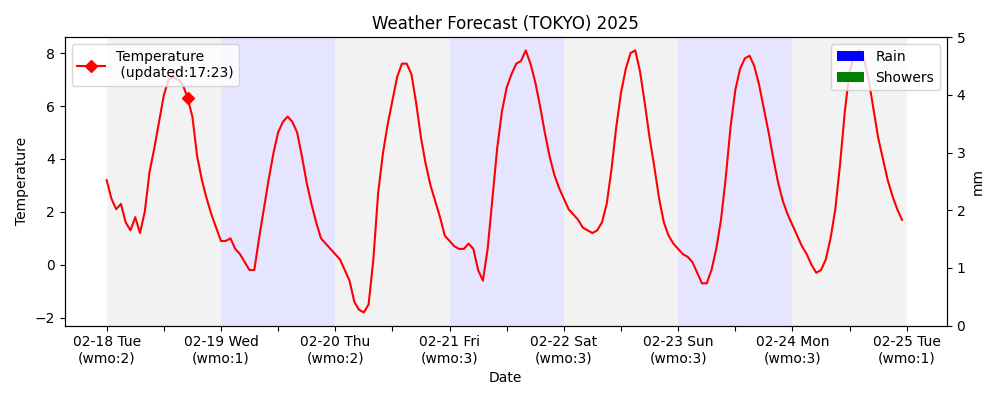 Weather Forecast (TOKYO) 2025
Temperature
(updated:17:23)
Rain
Showers
Temperature
8
6
4
2
0
−2
5
4
3
2
1
0
mm
02-18 Tue
(wmo:2)
02-19 Wed
(wmo:1)
02-20 Thu
(wmo:2)
02-21 Fri
(wmo:3)
02-22 Sat
(wmo:3)
02-23 Sun
(wmo:3)
02-24 Mon
(wmo:3)
02-25 Tue
(wmo:1)
Date